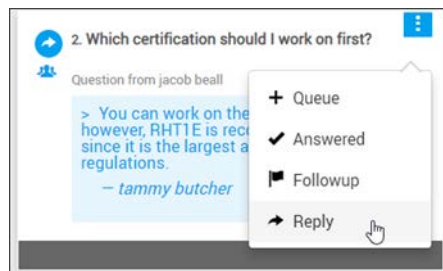 2. Which certification should I work on first?
Question from jacob beall
> You can work on the
however, RHT1E is rec
since it is the largest a
regulations.
— tammy butcher
Queue
Answered
Followup
Reply